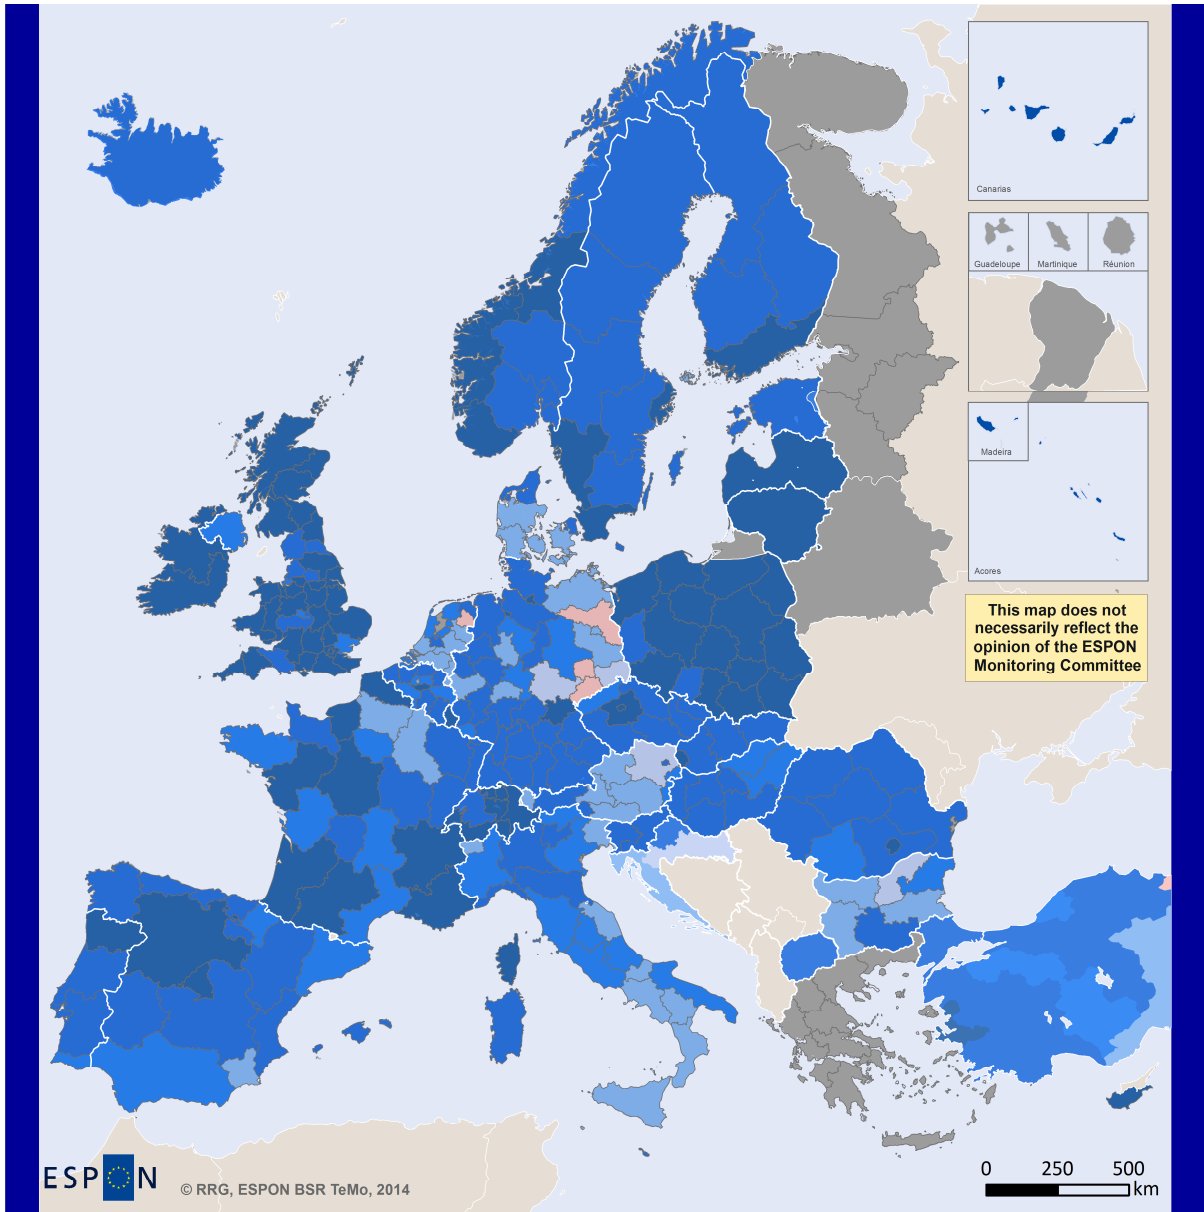 Canarias
Guadeloupe
Martinique
Réunion
Madeira
Acores
This map does not
necessarily reflect the
opinion of the ESPON
Monitoring Committee
ESPON
© RRG, ESPON BSR TeMo, 2014
0 250 500
km